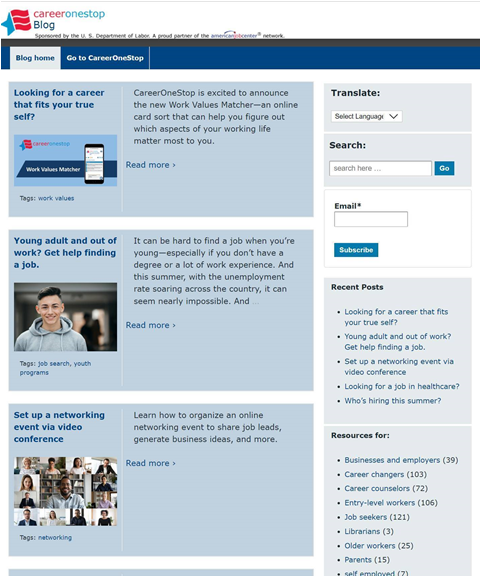 careeronestop
Blog
Sponsored by the U. S. Department of Labor. A proud partner of the americanjobcenter® network.
Blog home
Go to CareerOneStop
Looking for a career
that fits your true
self?
careeronestop
Work Values Matcher
Tags: work values
CareerOneStop is excited to announce
the new Work Values Matcher—an online
card sort that can help you figure out
which aspects of your working life
matter most to you.
Read more ›
Young adult and out of
work? Get help finding
a job.
Tags: job search, youth
programs
It can be hard to find a job when you're
young—especially if you don't have a
degree or a lot of work experience. And
this summer, with the unemployment
rate soaring across the country, it can
seem nearly impossible. And ...
Read more ›
Set up a networking
event via video
conference
Tags: networking
Learn how to organize an online
networking event to share job leads,
generate business ideas, and more.
Read more ›
Translate:
Select Language
Search:
search here ...
Go
Email*
Subscribe
Recent Posts
Looking for a career that fits
your true self?
Young adult and out of work?
Get help finding a job.
Set up a networking event via
video conference
Looking for a job in healthcare?
Who's hiring this summer?
Resources for:
Businesses and employers (39)
Career changers (103)
Career counselors (72)
Entry-level workers (106)
Job seekers (121)
Librarians (3)
Older workers (25)
Parents (15)
self employed (7)